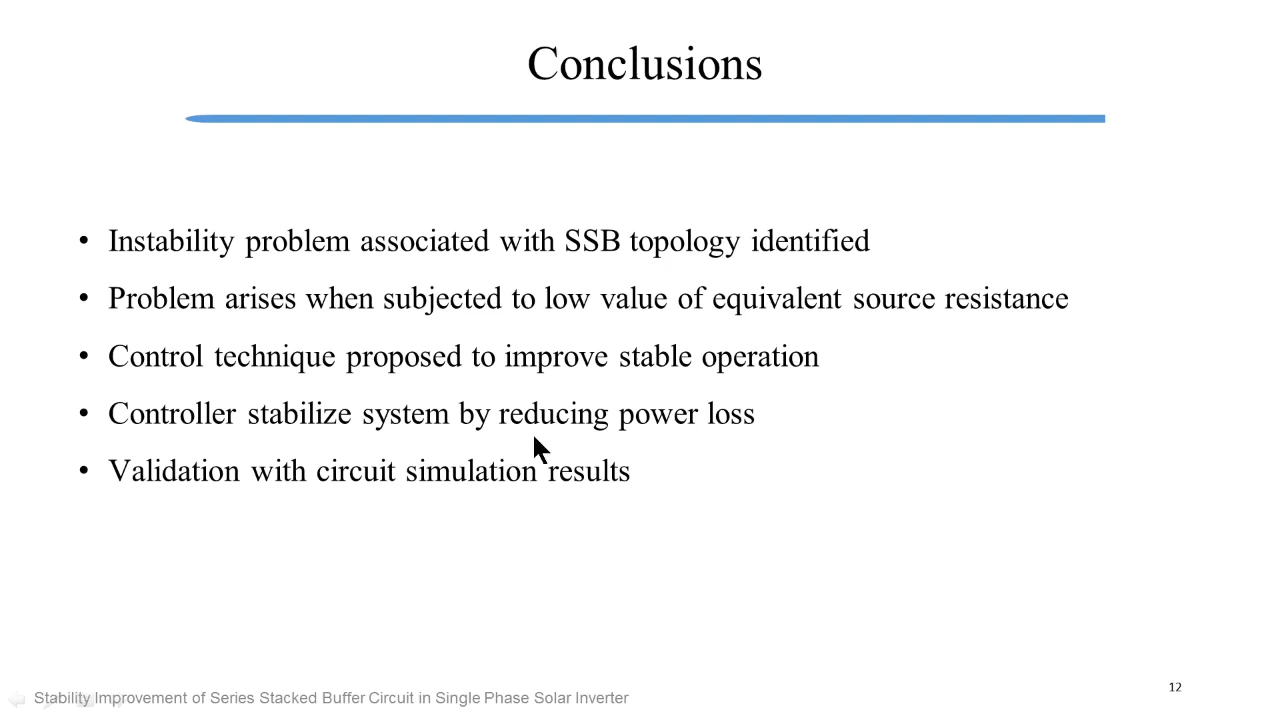 Conclusions
• Instability problem associated with SSB topology identified
• Problem arises when subjected to low value of equivalent source resistance
• Control technique proposed to improve stable operation
• Controller stabilize system by reducing power loss
• Validation with circuit simulation results
Stability Improvement of Series Stacked Buffer Circuit in Single Phase Solar Inverter
12